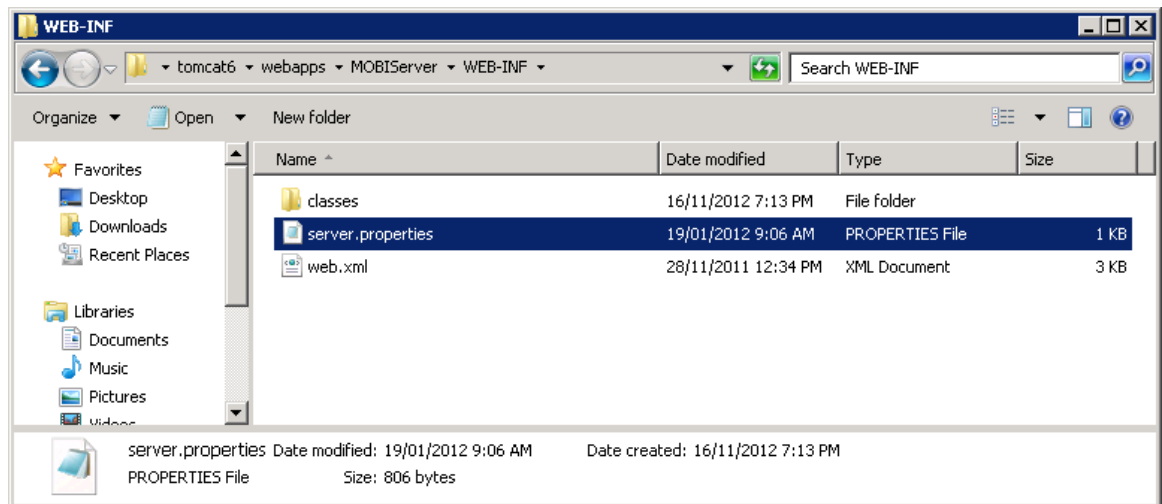 WEB-INF
tomcat6 webapps MOBIServer WEB-INF
Search WEB-INF
Organize Open New folder
Name Date modified Type Size
Favorites
Desktop
Downloads
Recent Places
Libraries
Documents
Music
Pictures
Videos
classes 16/11/2012 7:13 PM File folder
server.properties 19/01/2012 9:06 AM PROPERTIES File 1 KB
web.xml 28/11/2011 12:34 PM XML Document 3 KB
server.properties Date modified: 19/01/2012 9:06 AM Date created: 16/11/2012 7:13 PM
PROPERTIES File Size: 806 bytes